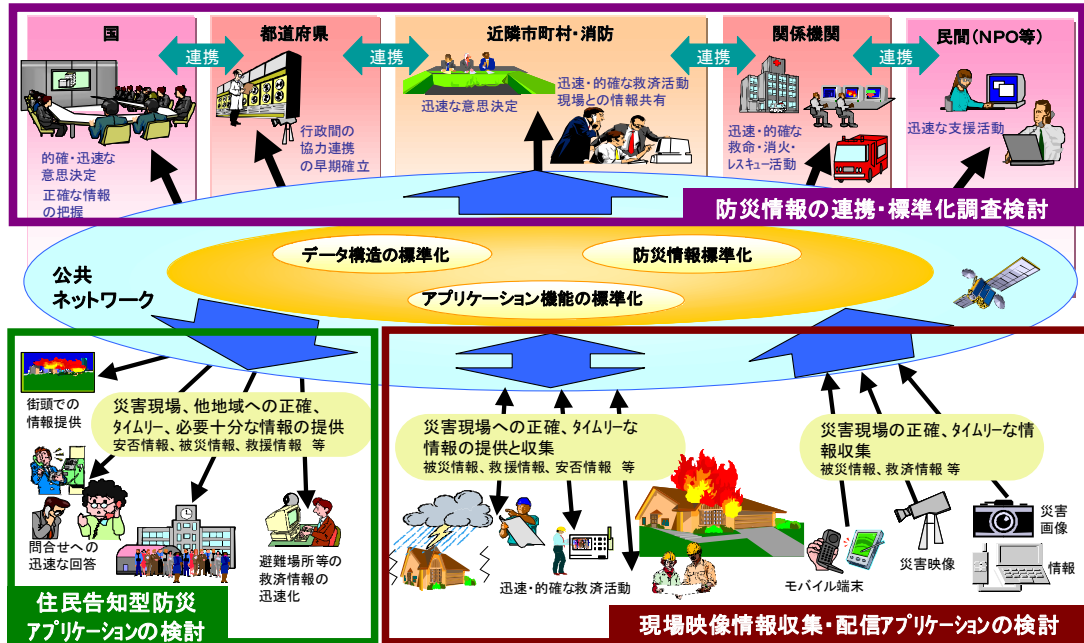 国
都道府県
近隣市町村・消防
関係機関
民間(NPO等)
連携
連携
連携
連携
迅速な意思決定
迅速・的確な救済活動
現場との情報共有
行政間の
協力連携
の早期確立
迅速・的確な
救命・消火・
レスキュー活動
迅速な支援活動
的確・迅速な
意思決定
正確な情報
の把握
防災情報の連携・標準化調査検討
データ構造の標準化
防災情報標準化
アプリケーション機能の標準化
公共
ネットワーク
街頭での
情報提供
災害現場、他地域への正確、
タイムリー、必要十分な情報の提供
安否情報、被災情報、救援情報 等
問合せへの
迅速な回答
避難場所等の
救済情報の
迅速化
住民告知型防災
アプリケーションの検討
災害現場への正確、タイムリーな
情報の提供と収集
被災情報、救援情報、安否情報 等
迅速・的確な救済活動
災害現場の正確、タイムリーな情
報収集
被災情報、救済情報 等
モバイル端末
災害映像
災害
画像
情報
現場映像情報収集・配信アプリケーションの検討